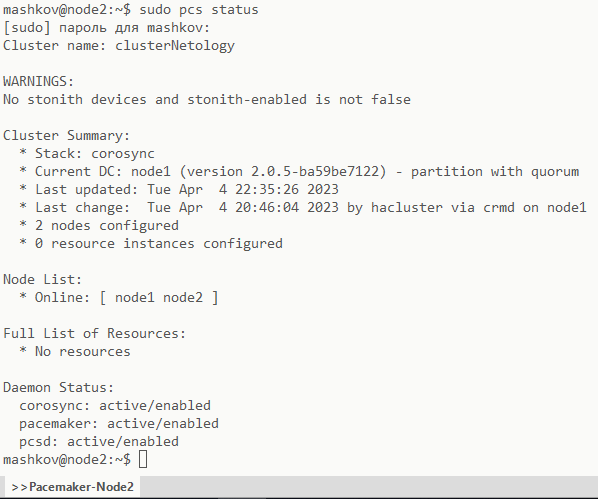 mashkov@node2:~$ sudo pcs status
[sudo] пароль для mashkov:
Cluster name: clusterNetology

WARNINGS:
No stonith devices and stonith-enabled is not false

Cluster Summary:
  * Stack: corosync
  * Current DC: node1 (version 2.0.5-ba59be7122) - partition with quorum
  * Last updated: Tue Apr  4 22:35:26 2023
  * Last change:  Tue Apr  4 20:46:04 2023 by hacluster via crmd on node1
  * 2 nodes configured
  * 0 resource instances configured

Node List:
  * Online: [ node1 node2 ]

Full List of Resources:
  * No resources

Daemon Status:
  corosync: active/enabled
  pacemaker: active/enabled
  pcsd: active/enabled
mashkov@node2:~$
>>Pacemaker-Node2